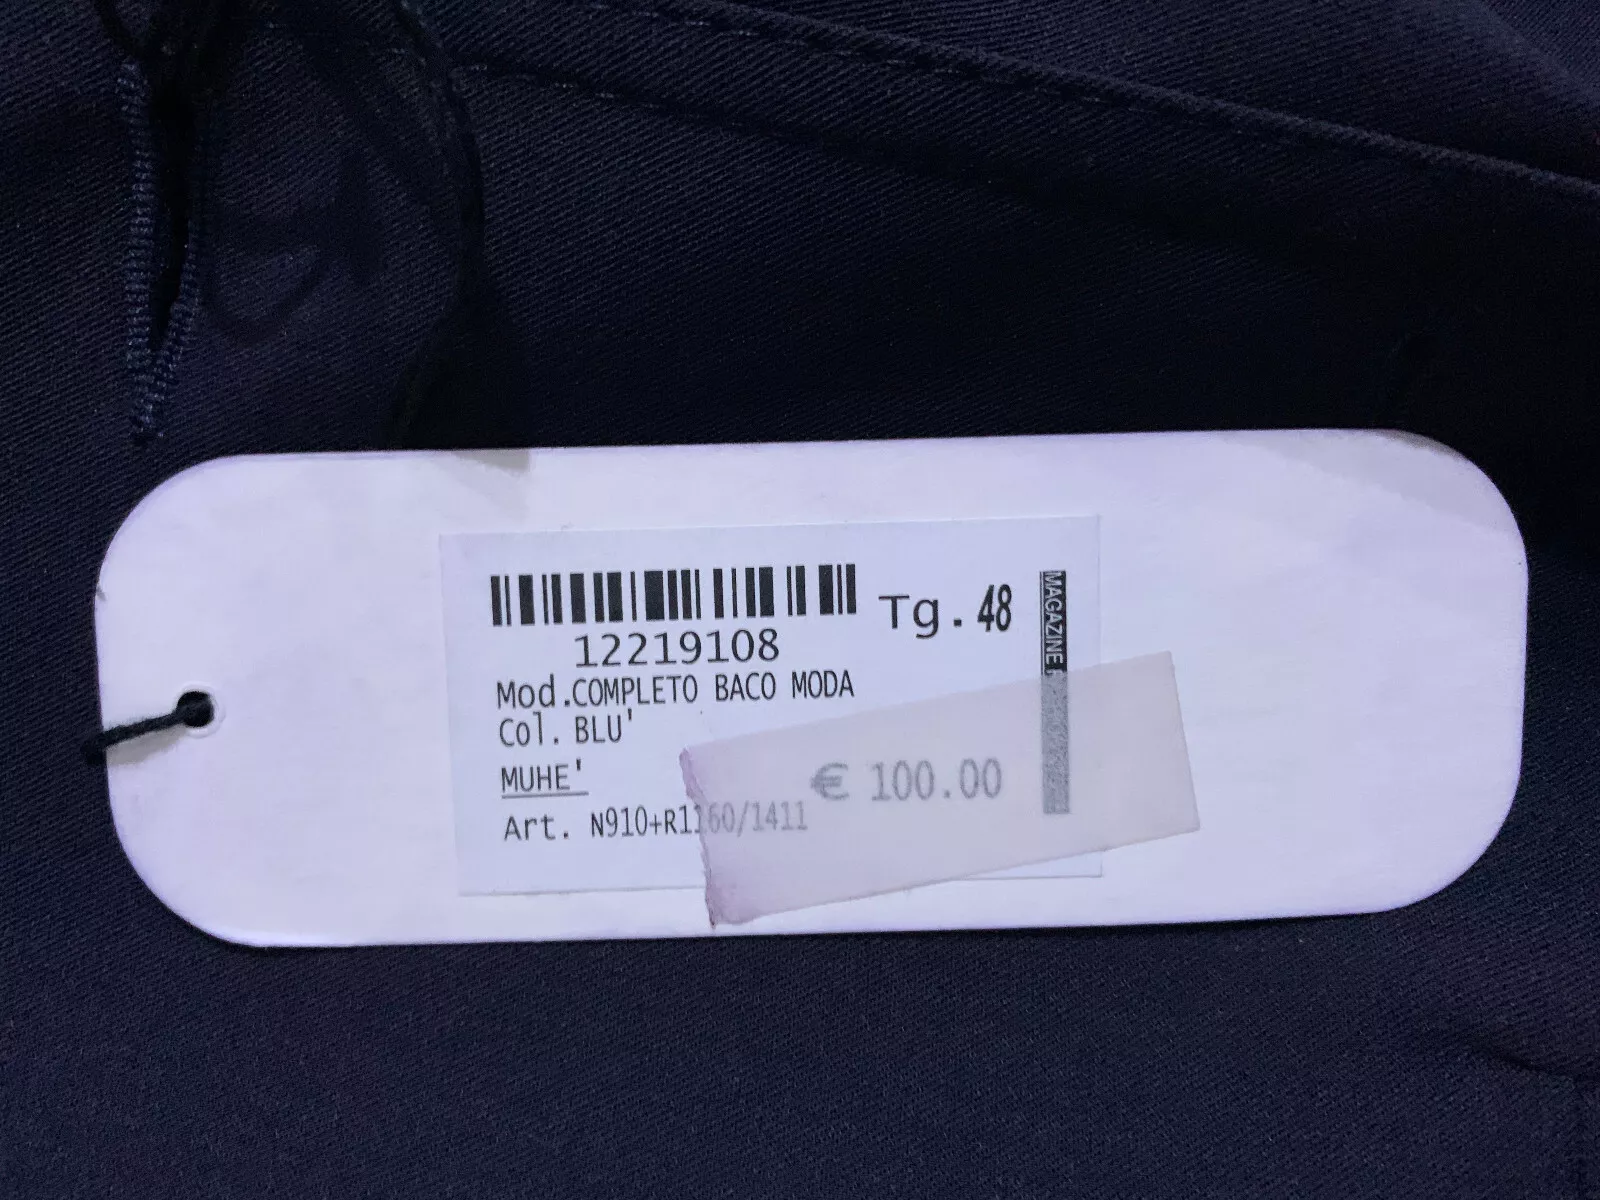 12219108
Tg. 48
MAGAZINE
Mod.COMPLETO BACO MODA
Col. BLU'
MUHE'
€ 100.00
Art. N910+R1160/1411